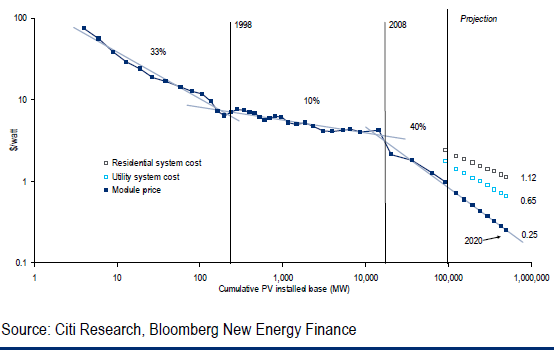 100
1998
2008
Projection
33%
10
10%
40%
$/watt
Residential system cost
Utility system cost
Module price
1
1.12
0.65
2020
0.25
0.1
1 10 100 1,000 10,000 100,000 1,000,000
Cumulative PV installed base (MW)
Source: Citi Research, Bloomberg New Energy Finance